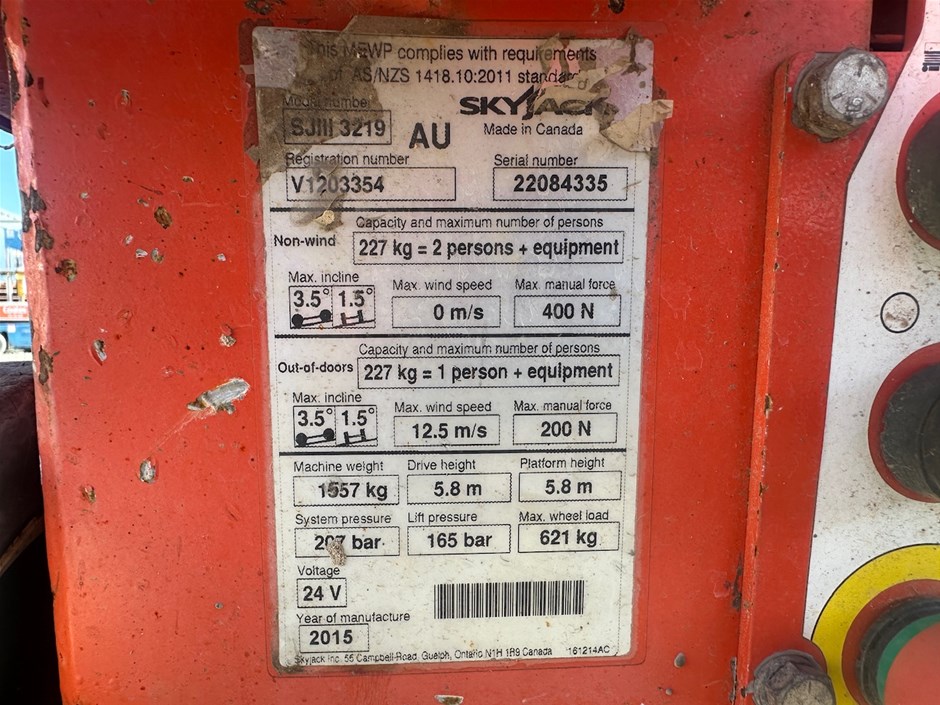 This MEWP complies with requirements
of AS/NZS 1418.10:2011 standard
Model number
SJIII 3219
AU
SKYJACK
Made in Canada
Registration number
V1203354
Serial number
22084335
Capacity and maximum number of persons
Non-wind
227 kg = 2 persons + equipment
Max. incline
3.5° 1.5°
Max. wind speed
0 m/s
Max. manual force
400 N
Capacity and maximum number of persons
Out-of-doors
227 kg = 1 person + equipment
Max. incline
3.5° 1.5°
Max. wind speed
12.5 m/s
Max. manual force
200 N
Machine weight
1557 kg
Drive height
5.8 m
Platform height
5.8 m
System pressure
207 bar
Lift pressure
165 bar
Max. wheel load
621 kg
Voltage
24 V
Year of manufacture
2015
Skyjack Inc. 55 Campbell Road, Guelph, Ontario N1H 1R9 Canada 161214AC